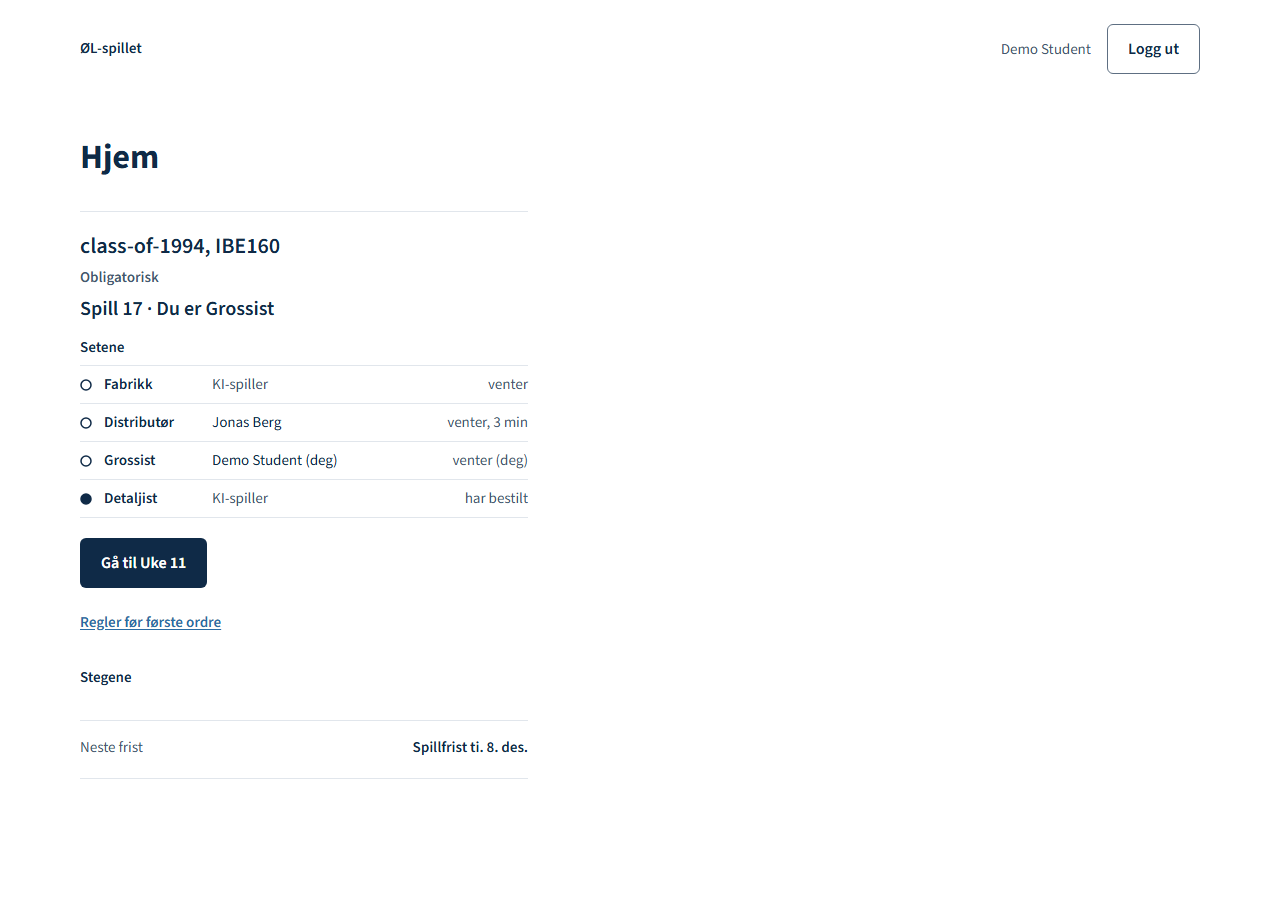 ØL-spillet
Demo Student
Logg ut
Hjem
class-of-1994, IBE160
Obligatorisk
Spill 17 · Du er Grossist
Setene
Fabrikk KI-spiller venter
Distributør Jonas Berg venter, 3 min
Grossist Demo Student (deg) venter (deg)
Detaljist KI-spiller har bestilt
Gå til Uke 11
Regler før første ordre
Stegene
Neste frist Spillfrist ti. 8. des.